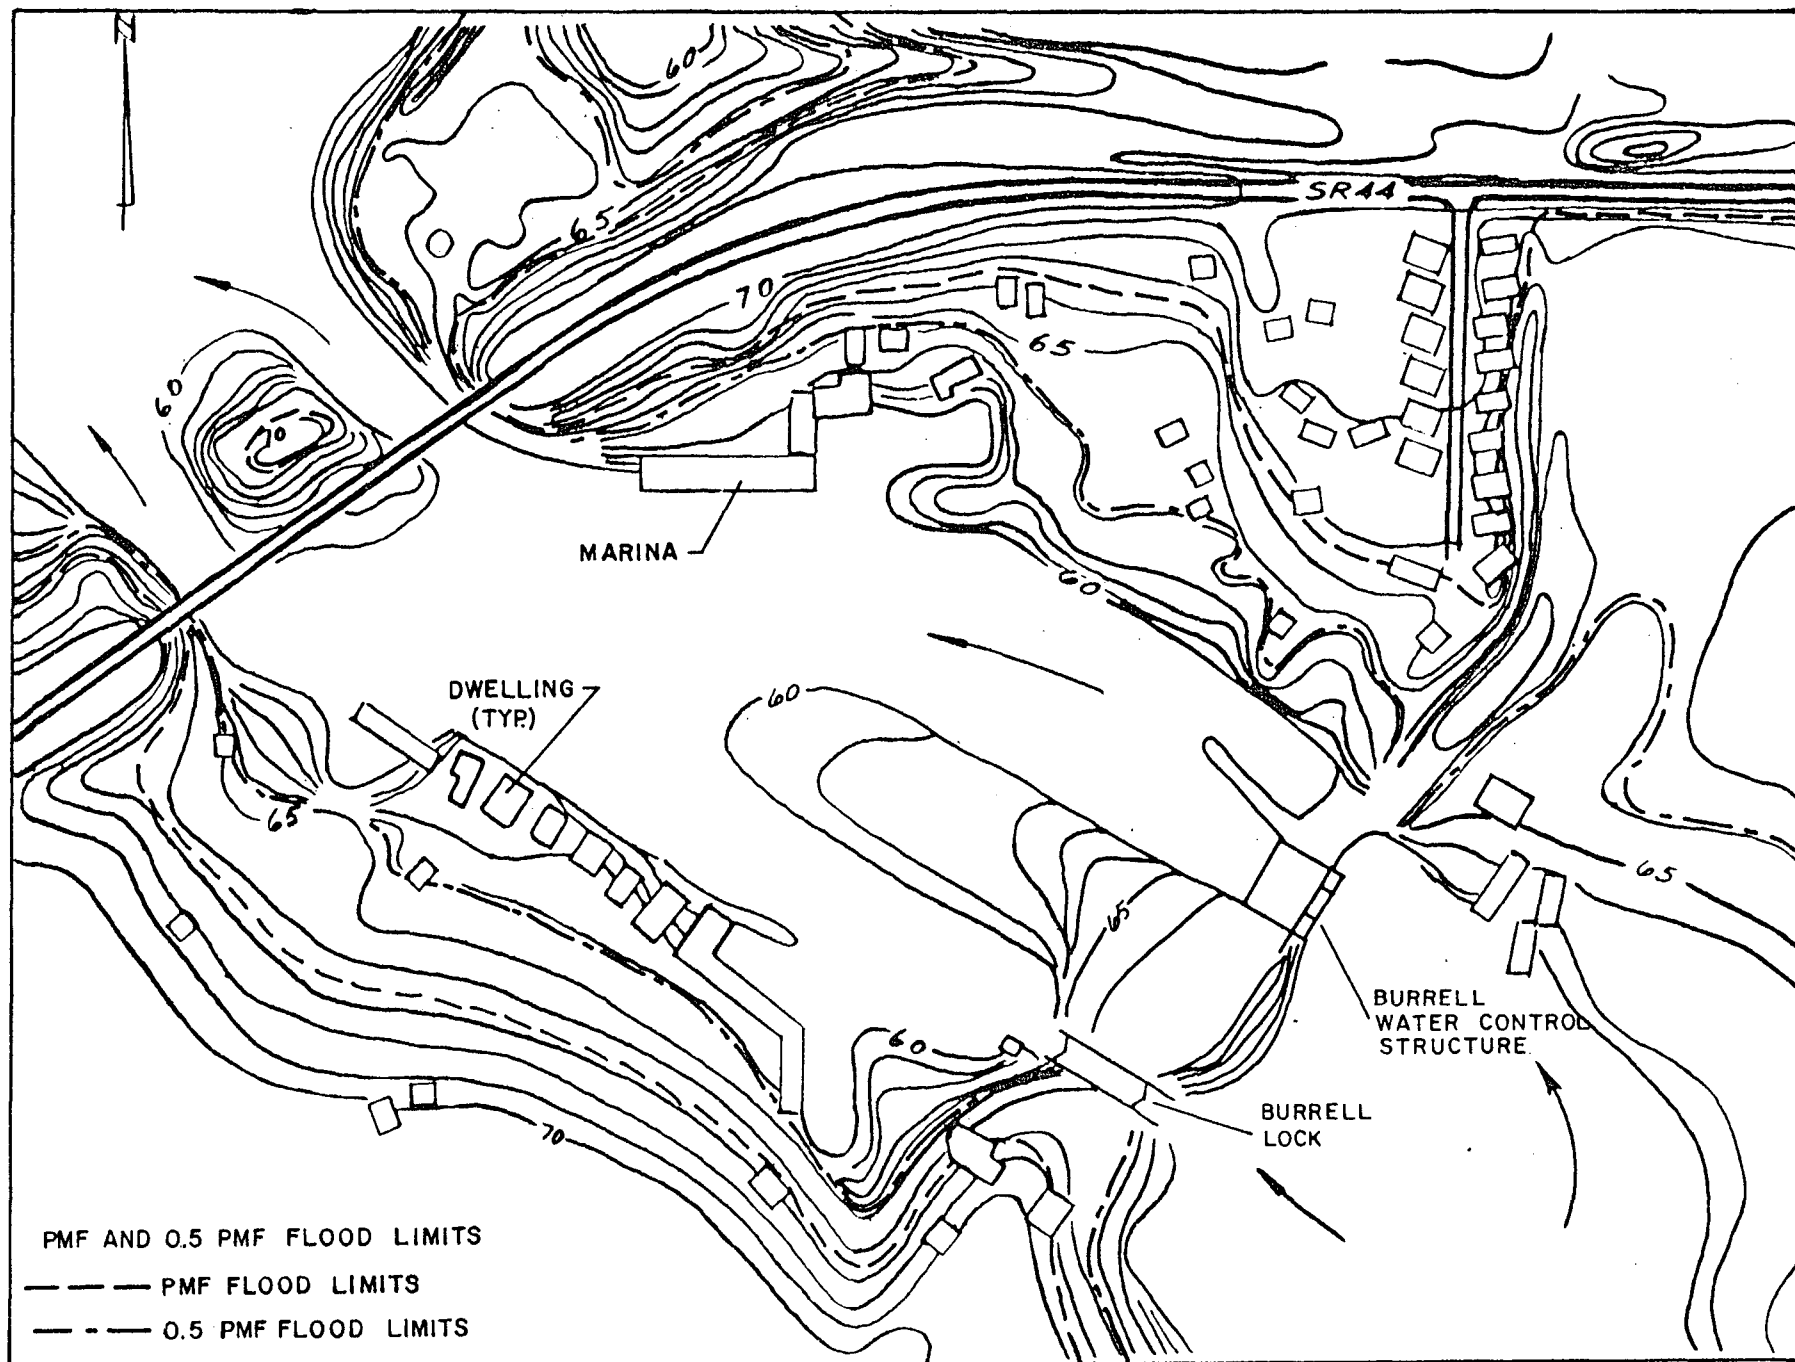 N
60
SR44
65
70
65
60
70
MARINA
60
DWELLING
(TYP.)
60
65
65
65
60
BURRELL
WATER CONTROL
STRUCTURE
BURRELL
LOCK
70
PMF AND 0.5 PMF FLOOD LIMITS
PMF FLOOD LIMITS
0.5 PMF FLOOD LIMITS